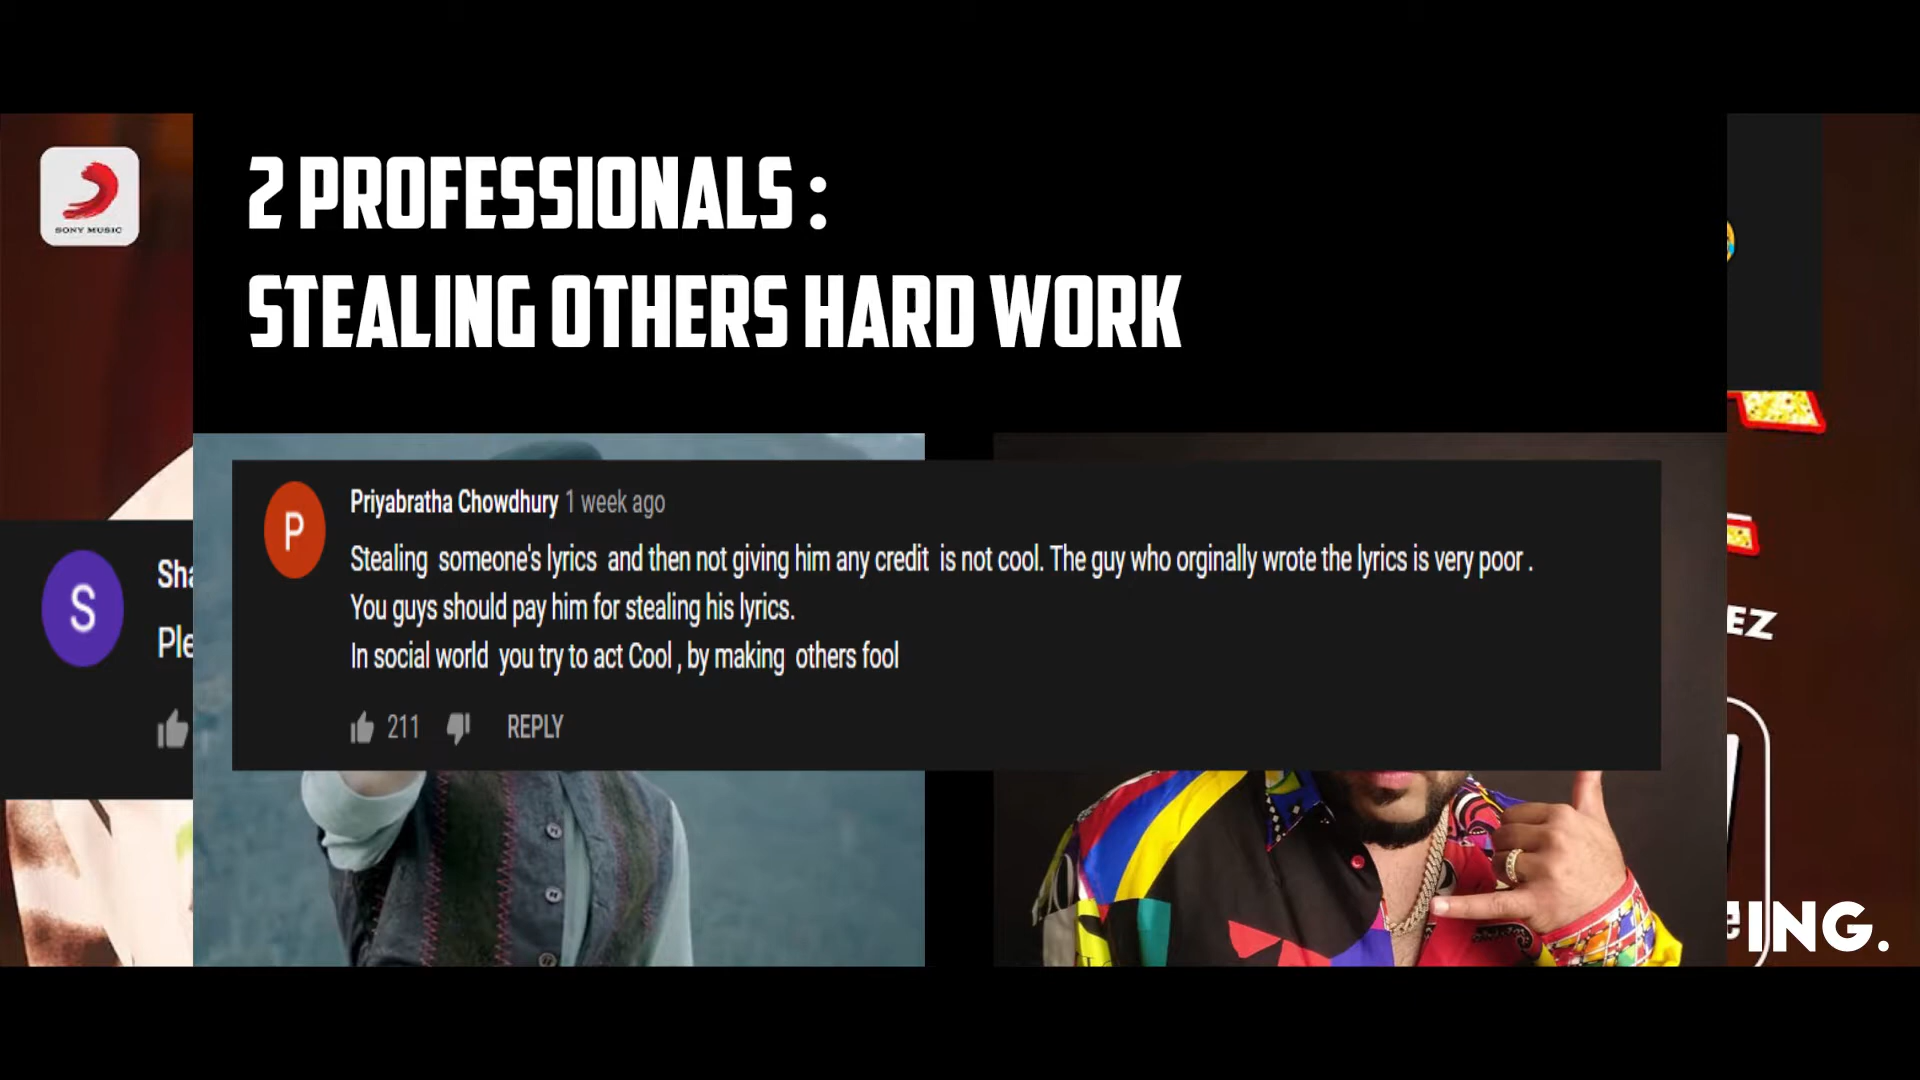 2 PROFESSIONALS :
STEALING OTHERS HARD WORK
SONY MUSIC
P
Priyabratha Chowdhury 1 week ago
Stealing someone's lyrics and then not giving him any credit is not cool. The guy who orginally wrote the lyrics is very poor .
You guys should pay him for stealing his lyrics.
In social world you try to act Cool , by making others fool
211 REPLY
S
Sha
Ple
EZ
ING.